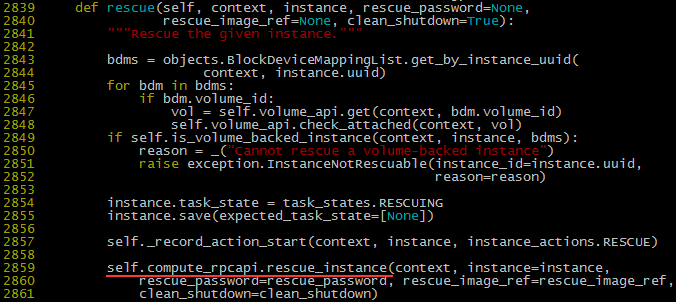 2839     def rescue(self, context, instance, rescue_password=None,
2840                rescue_image_ref=None, clean_shutdown=True):
2841         """Rescue the given instance."""
2842
2843         bdms = objects.BlockDeviceMappingList.get_by_instance_uuid(
2844                     context, instance.uuid)
2845         for bdm in bdms:
2846             if bdm.volume_id:
2847                 vol = self.volume_api.get(context, bdm.volume_id)
2848                 self.volume_api.check_attached(context, vol)
2849         if self.is_volume_backed_instance(context, instance, bdms):
2850             reason = _("Cannot rescue a volume-backed instance")
2851             raise exception.InstanceNotRescuable(instance_id=instance.uuid,
2852                                                  reason=reason)
2853
2854         instance.task_state = task_states.RESCUING
2855         instance.save(expected_task_state=[None])
2856
2857         self._record_action_start(context, instance, instance_actions.RESCUE)
2858
2859         self.compute_rpcapi.rescue_instance(context, instance=instance,
2860             rescue_password=rescue_password, rescue_image_ref=rescue_image_ref,
2861             clean_shutdown=clean_shutdown)